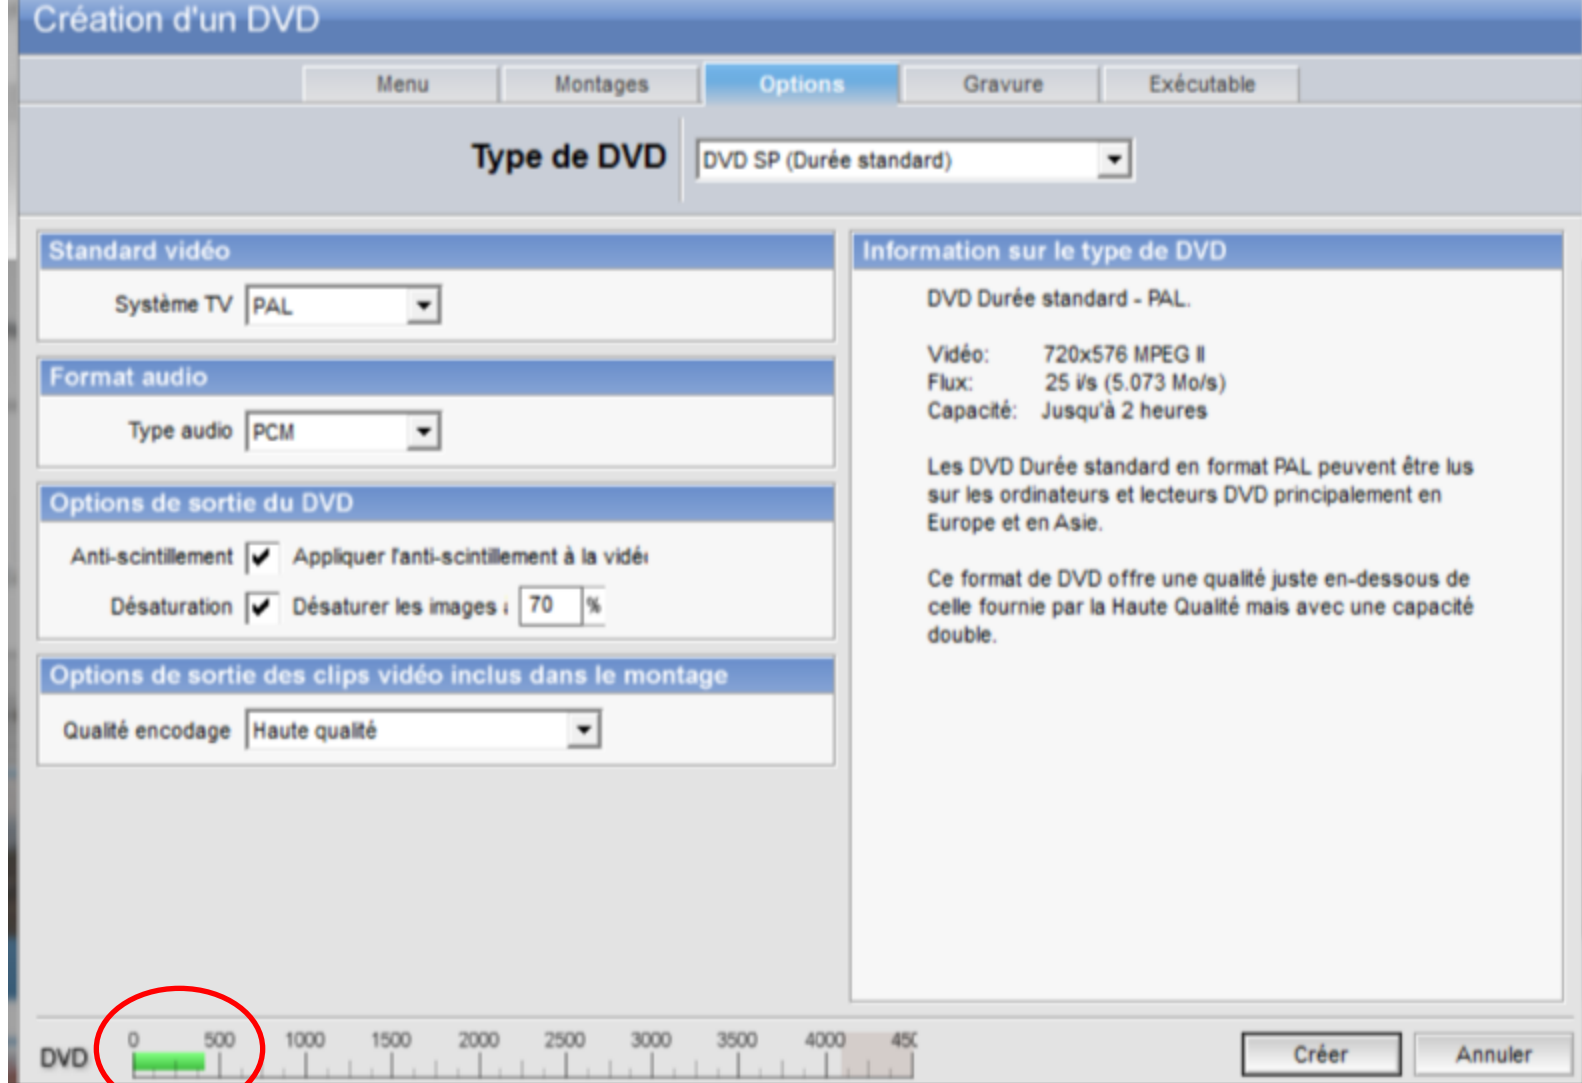 Création d'un DVD
Menu Montages Options Gravure Exécutable
Type de DVD DVD SP (Durée standard)
Standard vidéo
Système TV PAL
Format audio
Type audio PCM
Options de sortie du DVD
Anti-scintillement Appliquer l'anti-scintillement à la
Désaturation Désaturer les images 70 %
Options de sortie des clips vidéo inclus dans le montage
Qualité encodage Haute qualité
Information sur le type de DVD
DVD Durée standard - PAL.
Vidéo: 720x576 MPEG II
Flux: 25 i/s (5.073 Mo/s)
Capacité: Jusqu'à 2 heures
Les DVD Durée standard en format PAL peuvent être lus
sur les ordinateurs et lecteurs DVD principalement en
Europe et en Asie.
Ce format de DVD offre une qualité juste en-dessous de
celle fournie par la Haute Qualité mais avec une capacité
double.
DVD 0 500 1000 1500 2000 2500 3000 3500 4000
Créer Annuler